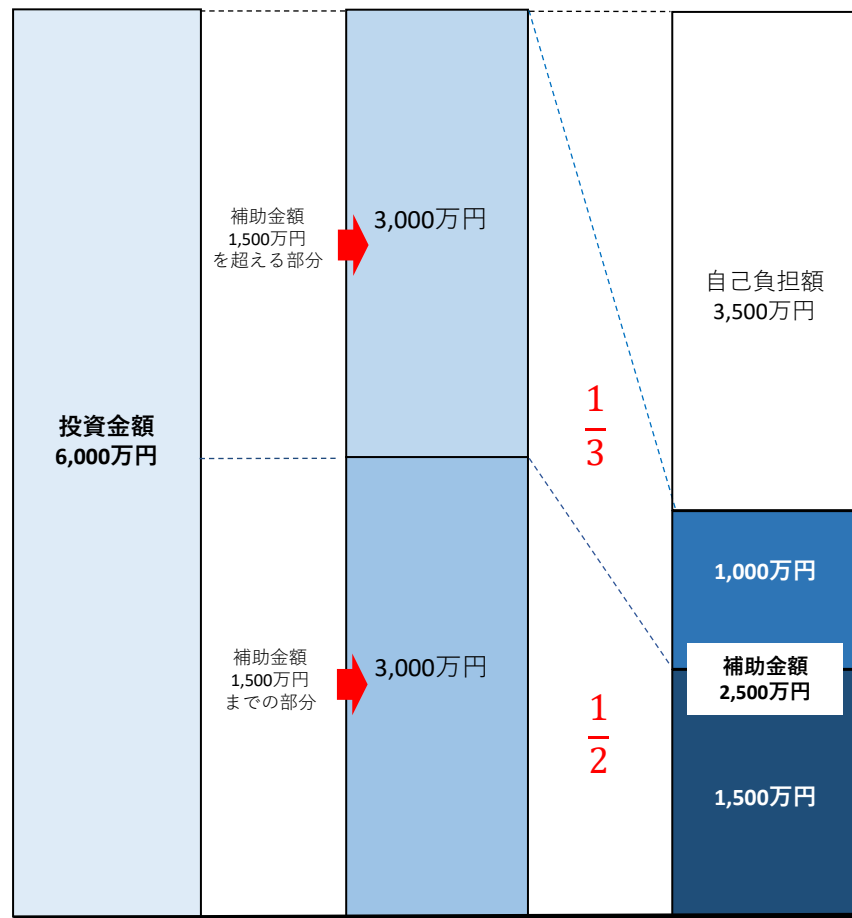 投資金額
6,000万円
補助金額
1,500万円
を超える部分
3,000万円
補助金額
1,500万円
までの部分
3,000万円
1
3
1
2
自己負担額
3,500万円
1,000万円
補助金額
2,500万円
1,500万円